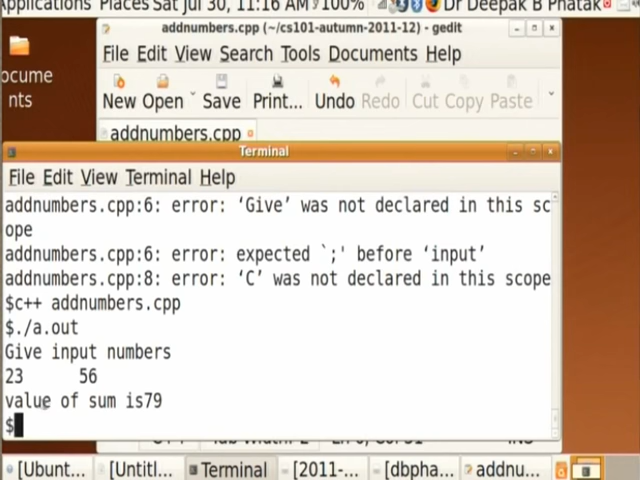 Applications Places Sat Jul 30, 11:16 AM 100% Dr Deepak B Phatak
addnumbers.cpp (~/cs101-autumn-2011-12) - gedit
File Edit View Search Tools Documents Help
ocume
nts
New Open Save Print... Undo Redo Cut Copy Paste
addnumbers.cpp
Terminal
File Edit View Terminal Help
addnumbers.cpp:6: error: ‘Give’ was not declared in this sc
ope
addnumbers.cpp:6: error: expected `;' before ‘input’
addnumbers.cpp:8: error: ‘C’ was not declared in this scope
$c++ addnumbers.cpp
$./a.out
Give input numbers
23 56
value of sum is79
$
[Ubunt... [Untitl... Terminal [2011-... [dbpha... addnu...